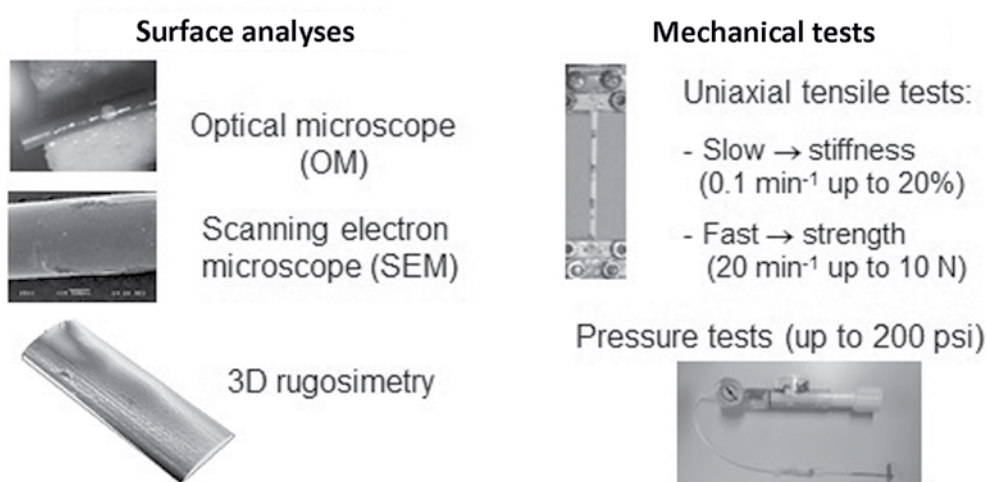 Surface analyses
Optical microscope
(OM)
Scanning electron
microscope (SEM)
3D rugosimetry
Mechanical tests
Uniaxial tensile tests:
- Slow → stiffness
(0.1 min⁻¹ up to 20%)
- Fast → strength
(20 min⁻¹ up to 10 N)
Pressure tests (up to 200 psi)